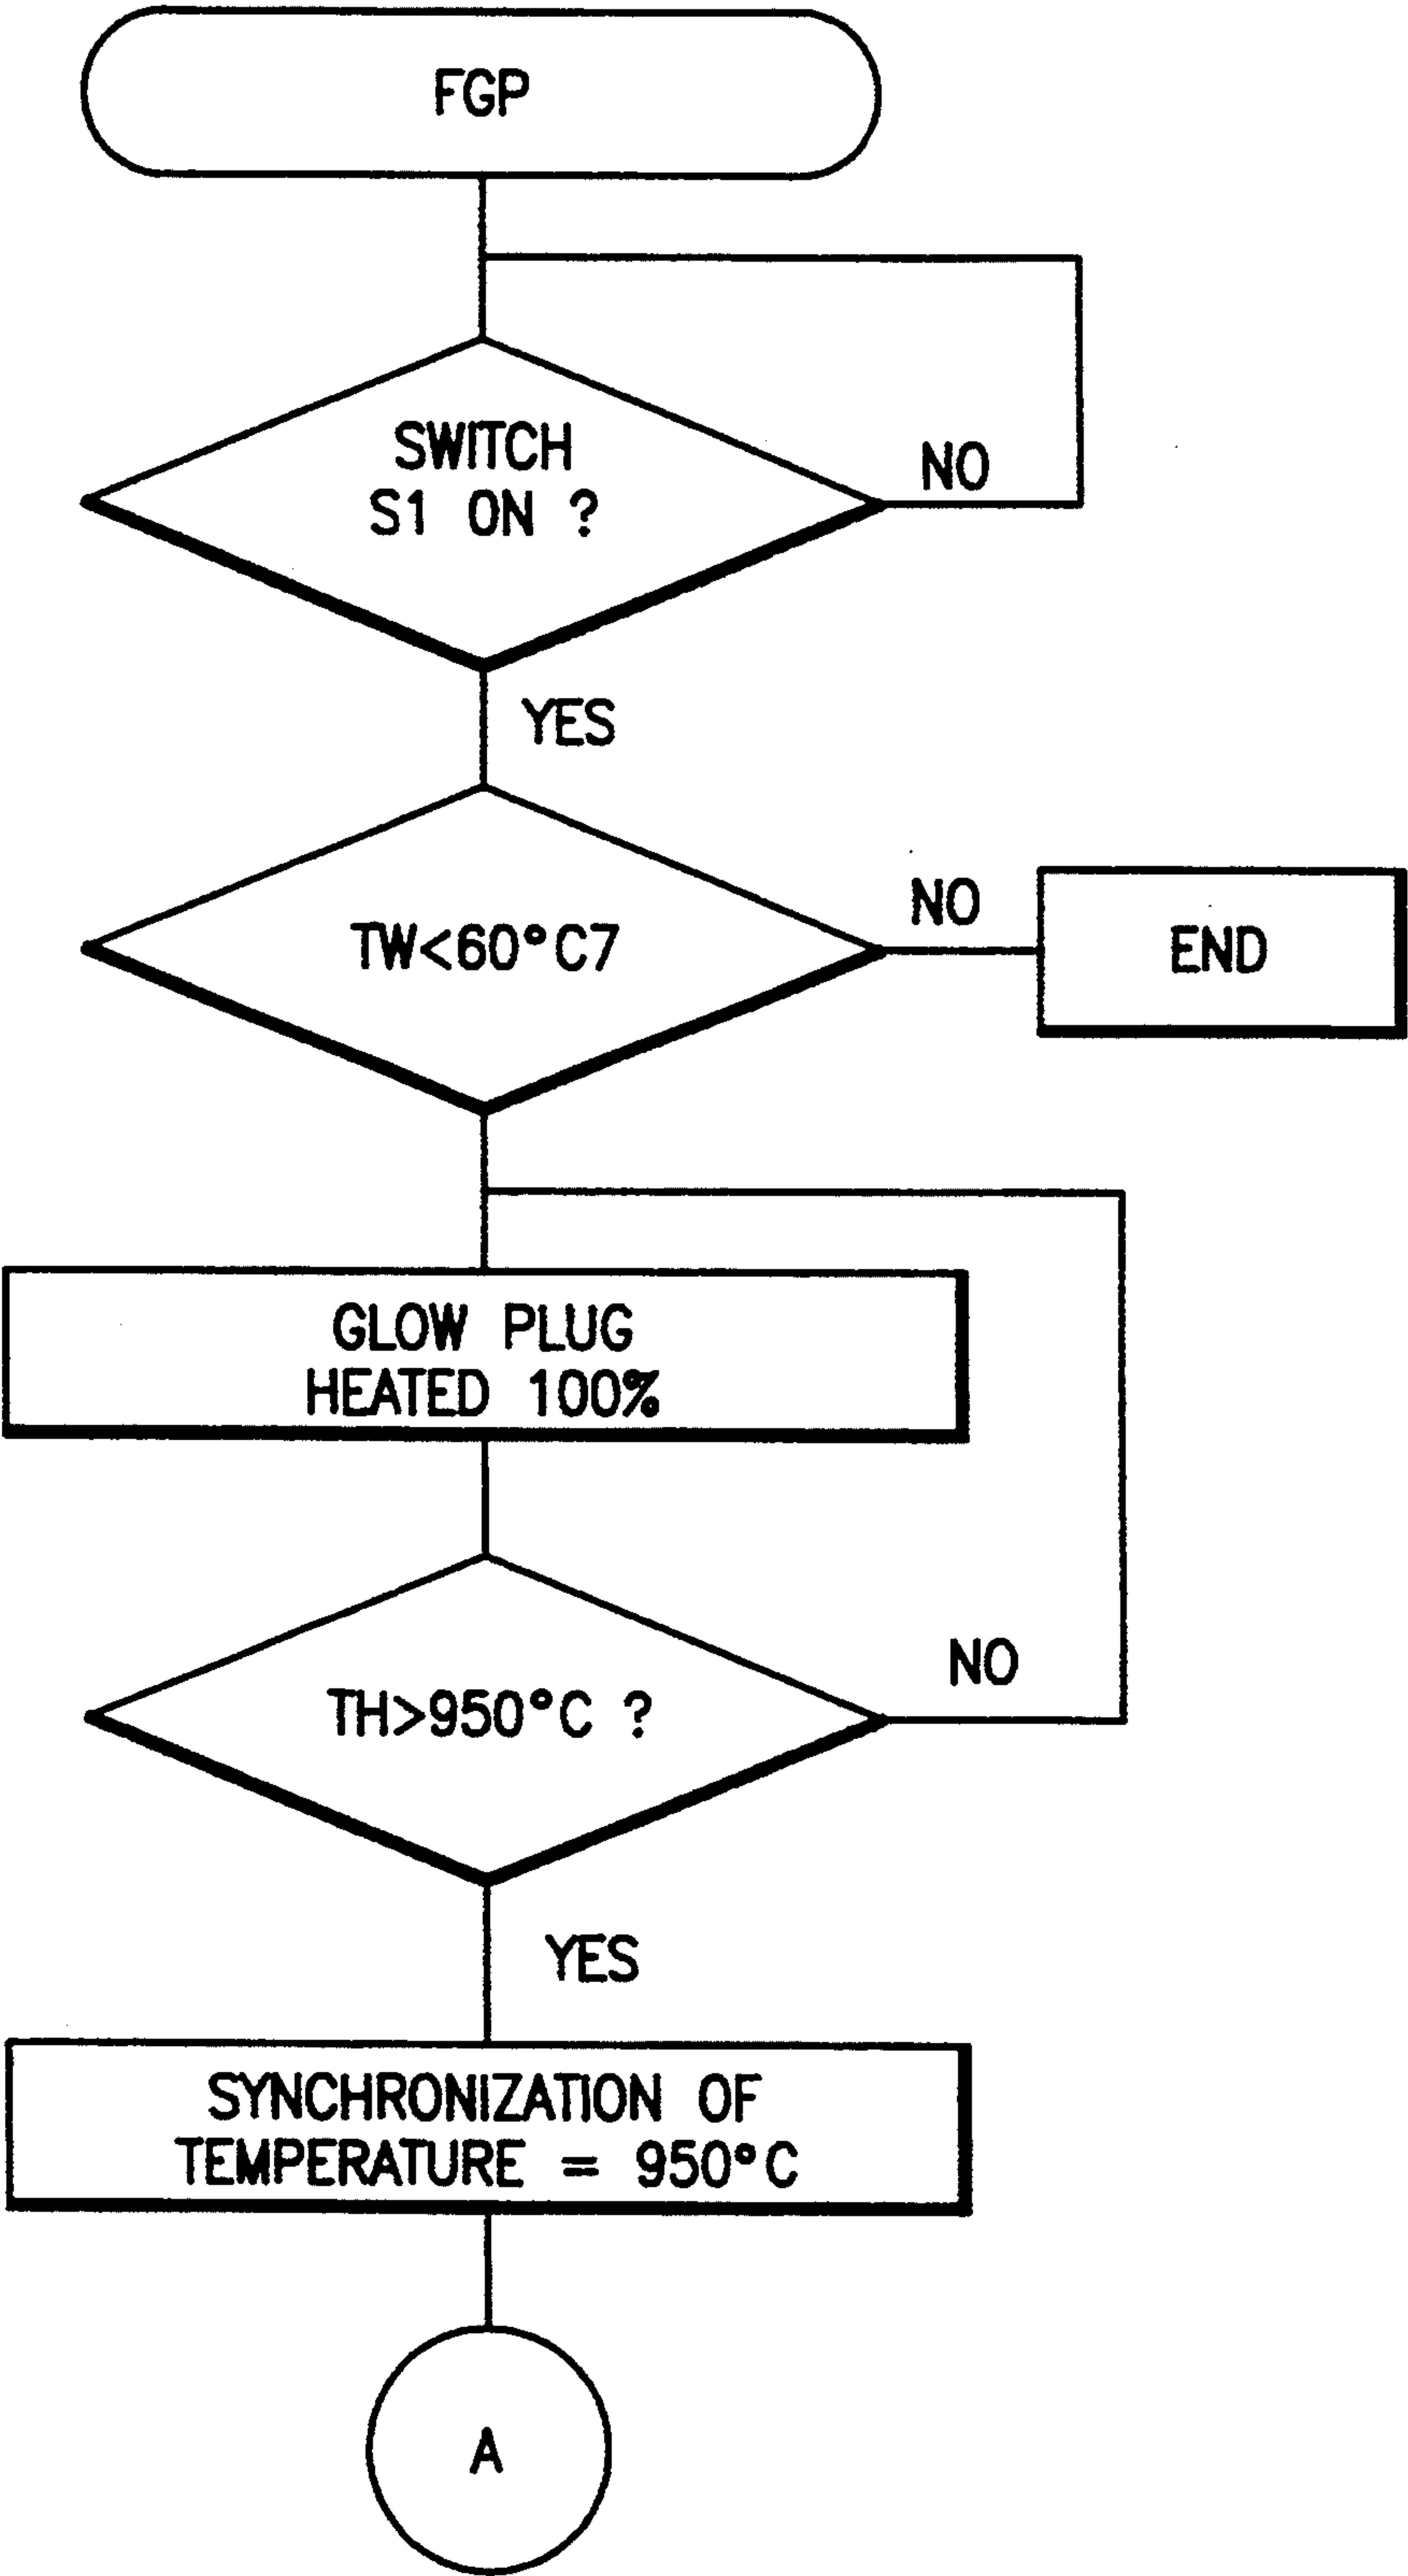 FGP
SWITCH
S1 ON ?
NO
YES
TW<60°C7
NO
END
GLOW PLUG
HEATED 100%
TH>950°C ?
NO
YES
SYNCHRONIZATION OF
TEMPERATURE = 950°C
A